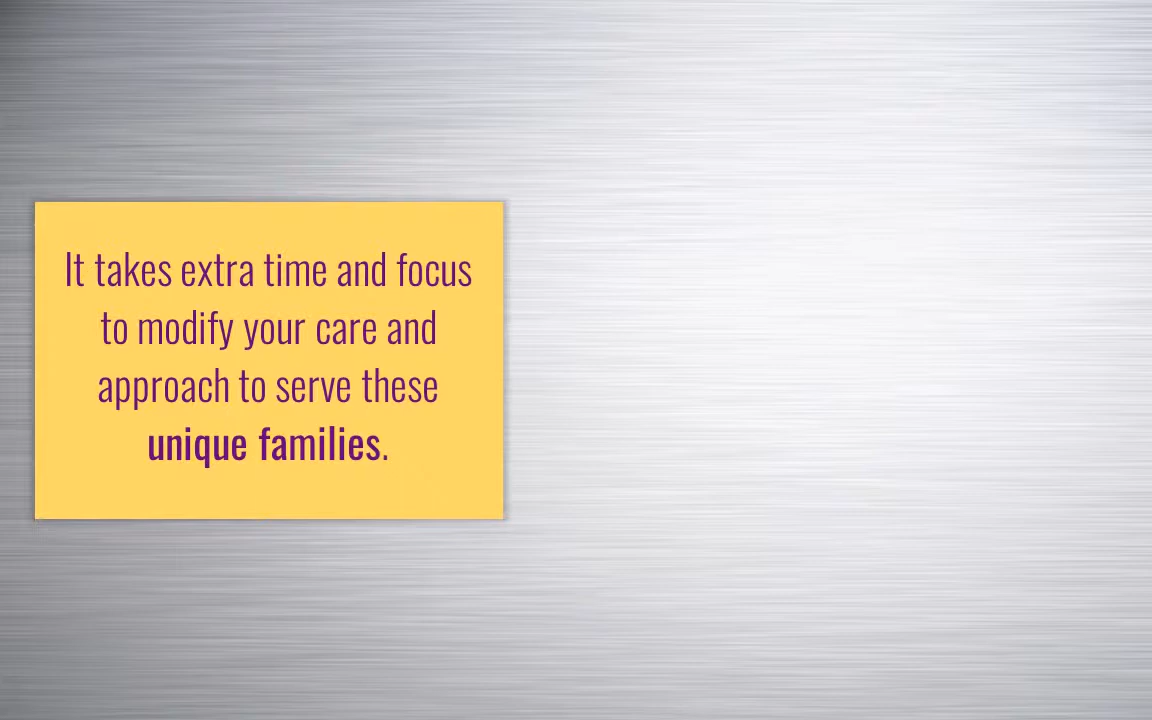 It takes extra time and focus
to modify your care and
approach to serve these
unique families.